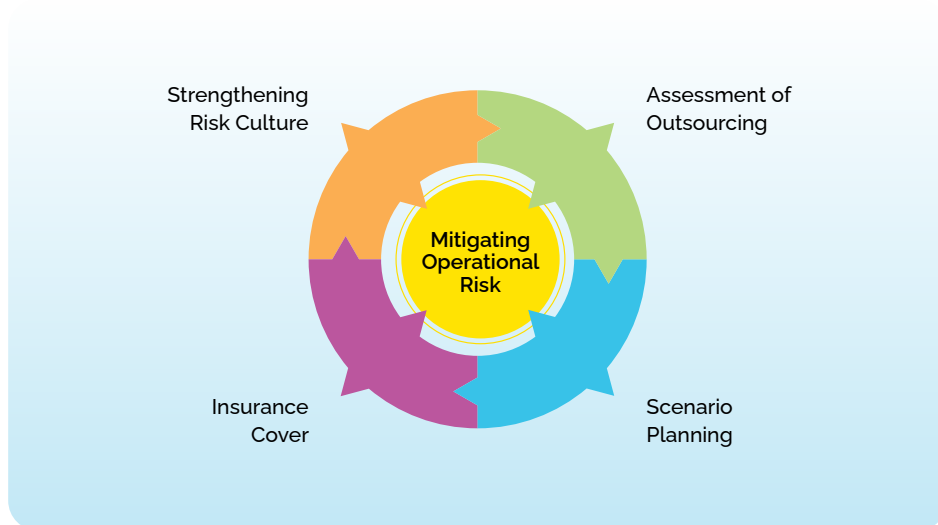 Strengthening
Risk Culture
Assessment of
Outsourcing
Mitigating
Operational
Risk
Insurance
Cover
Scenario
Planning